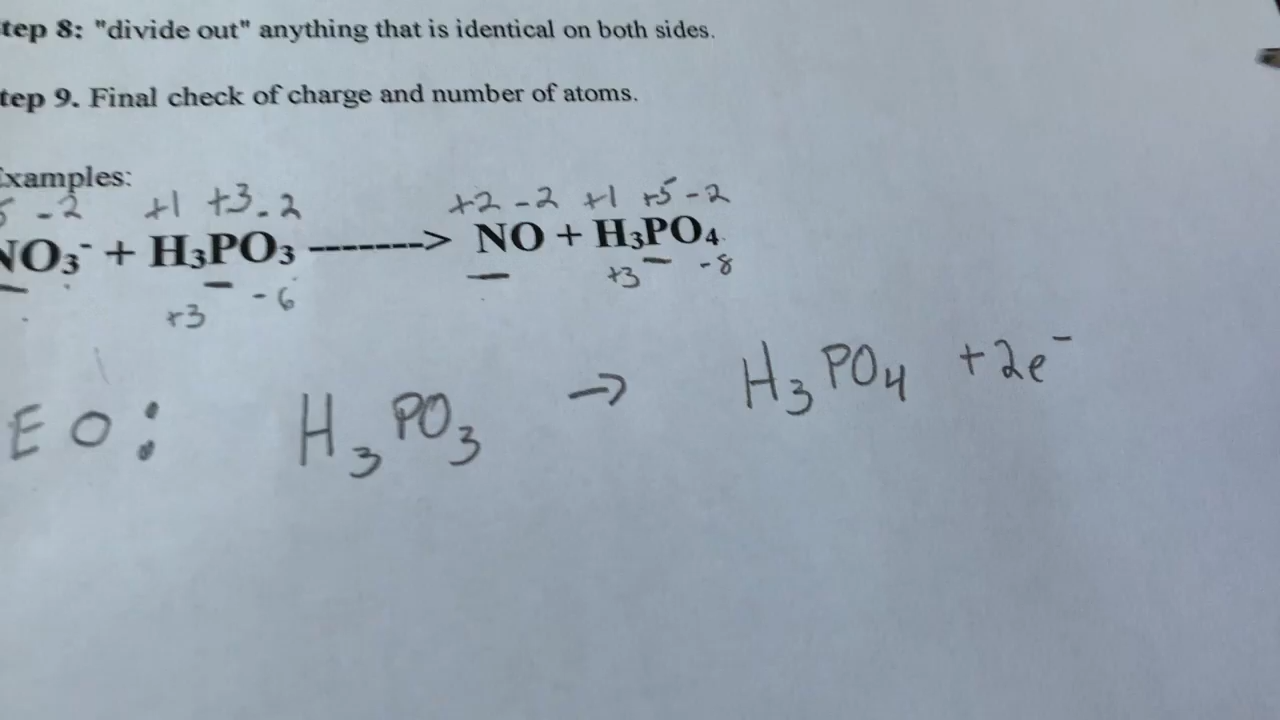 tep 8: "divide out" anything that is identical on both sides.
tep 9. Final check of charge and number of atoms.
Examples:
5 -2 +1 +3 -2 +2 -2 +1 +5 -2
NO₃⁻ + H₃PO₃ -------> NO + H₃PO₄
+3 -6 +3 -8
EO: H₃PO₃ → H₃PO₄ +2e⁻